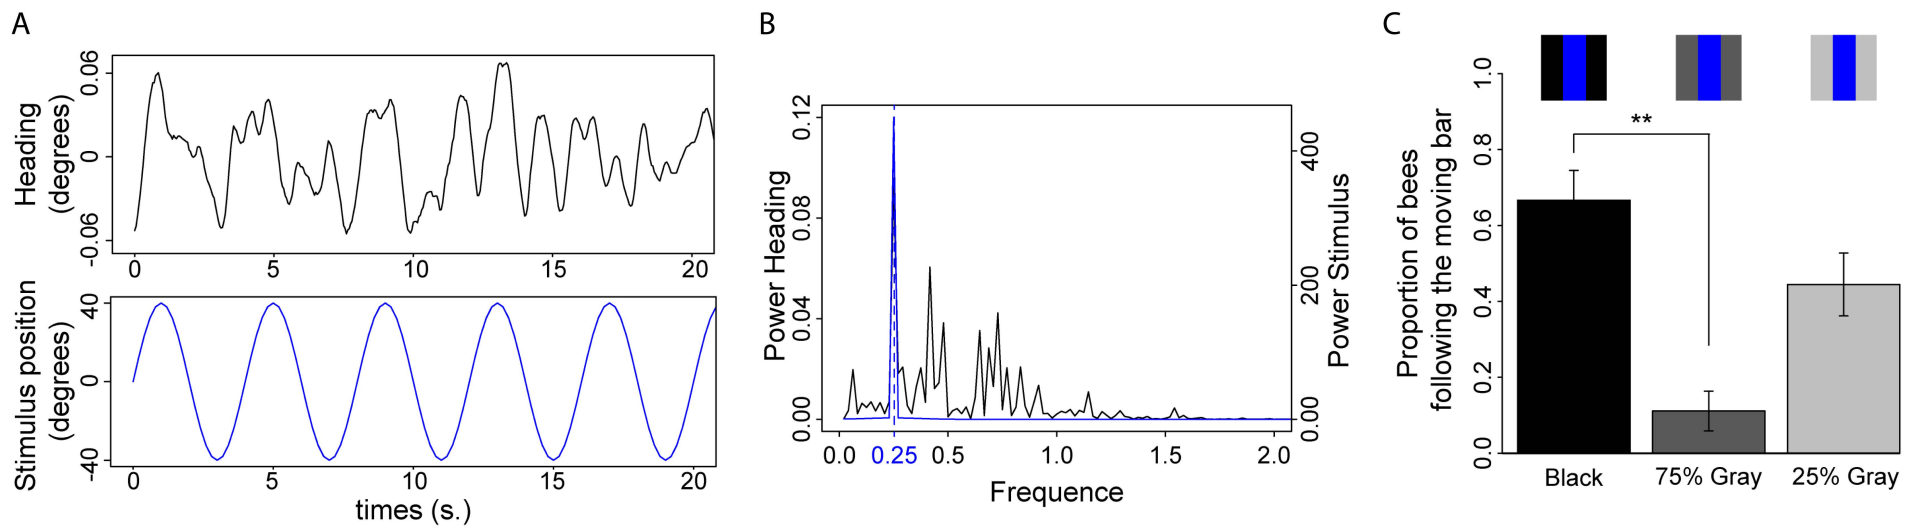 A
Heading
(degrees)
0.06
0
-0.06
0 5 10 15 20
Stimulus position
(degrees)
40
0
-40
0 5 10 15 20
times (s.)
B
Power Heading
0.12
0.08
0.04
0.00
Power Stimulus
400
200
0.00
0.0 0.25 0.5 1.0 1.5 2.0
Frequence
C
Proportion of bees
following the moving bar
1.0
0.8
0.6
0.4
0.2
0.0
**
Black 75% Gray 25% Gray